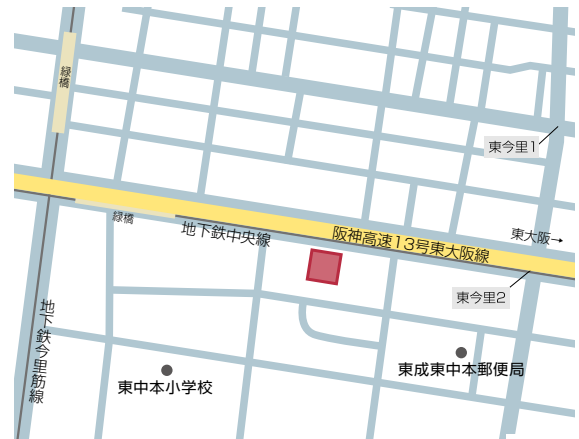 緑橋
東今里1
東大阪
緑橋
地下鉄中央線
阪神高速13号東大阪線
東今里2
地下鉄今里筋線
東成東中本郵便局
東中本小学校